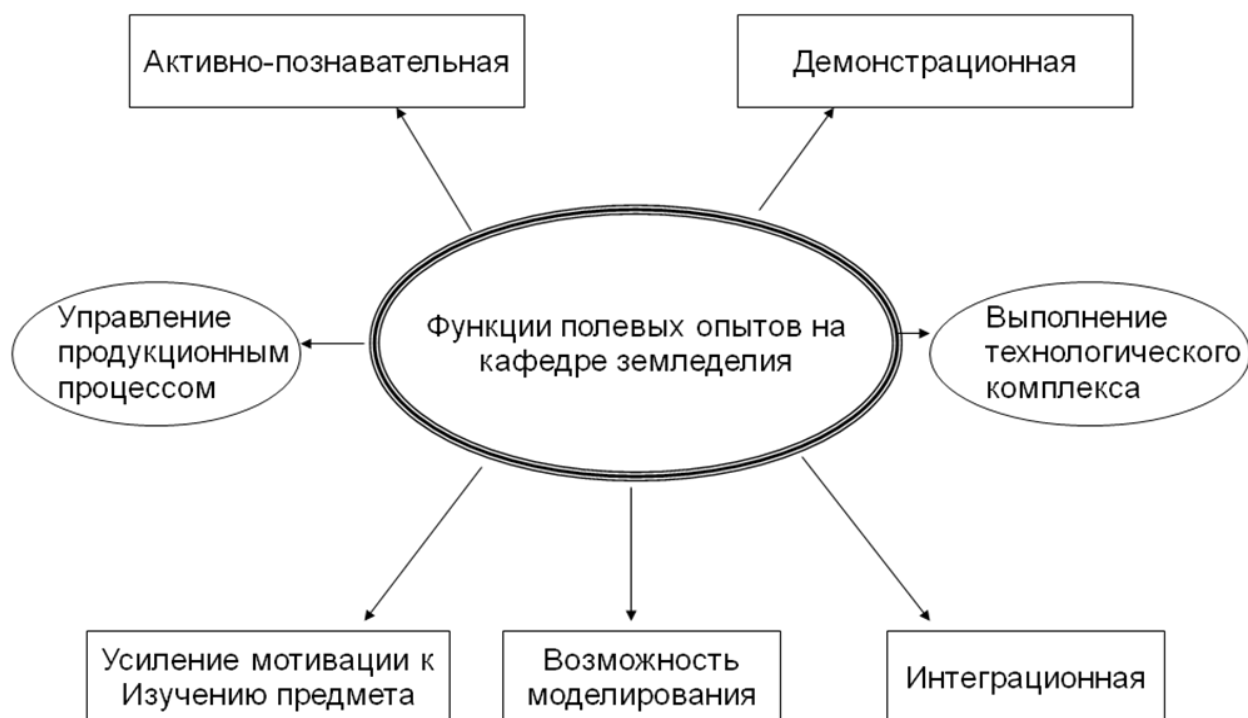 Активно-познавательная
Демонстрационная
Управление
продукционным
процессом
Функции полевых опытов на
кафедре земледелия
Выполнение
технологического
комплекса
Усиление мотивации к
Изучению предмета
Возможность
моделирования
Интеграционная